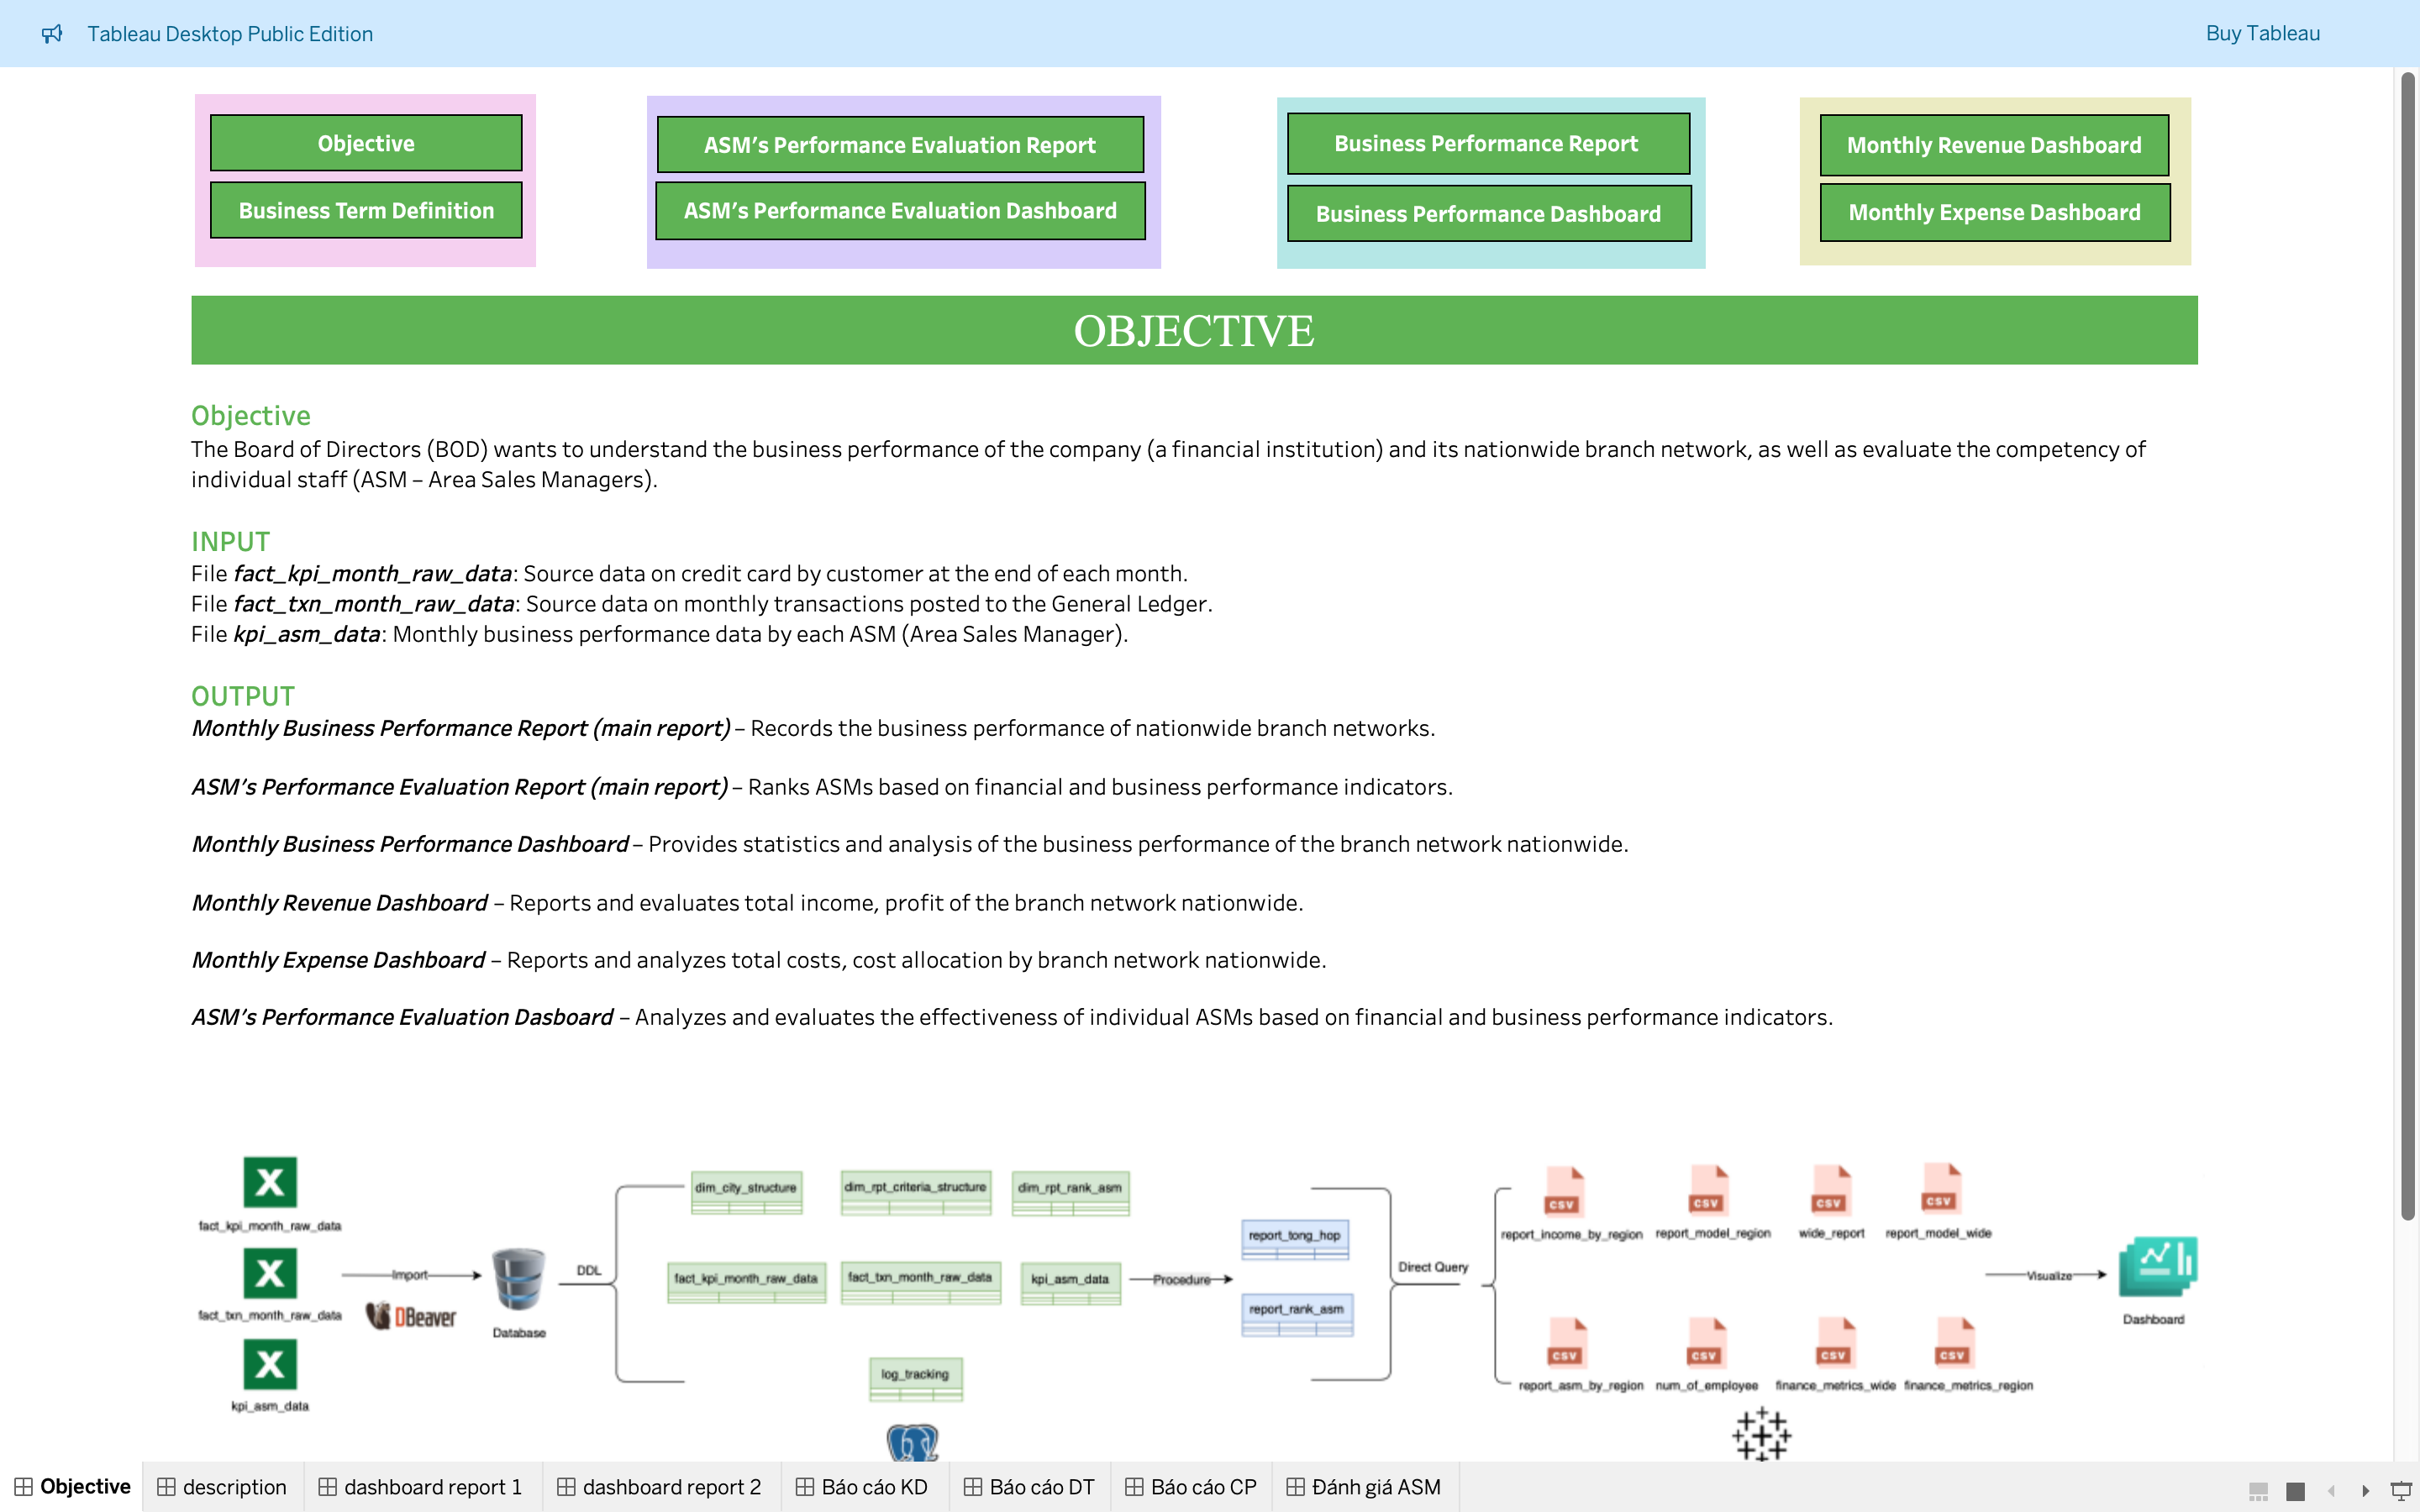 Tableau Desktop Public Edition
Buy Tableau
Objective
Business Term Definition
ASM's Performance Evaluation Report
ASM's Performance Evaluation Dashboard
Business Performance Report
Business Performance Dashboard
Monthly Revenue Dashboard
Monthly Expense Dashboard
OBJECTIVE
Objective
The Board of Directors (BOD) wants to understand the business performance of the company (a financial institution) and its nationwide branch network, as well as evaluate the competency of
individual staff (ASM – Area Sales Managers).
INPUT
File fact_kpi_month_raw_data: Source data on credit card by customer at the end of each month.
File fact_txn_month_raw_data: Source data on monthly transactions posted to the General Ledger.
File kpi_asm_data: Monthly business performance data by each ASM (Area Sales Manager).
OUTPUT
Monthly Business Performance Report (main report) – Records the business performance of nationwide branch networks.
ASM's Performance Evaluation Report (main report) – Ranks ASMs based on financial and business performance indicators.
Monthly Business Performance Dashboard – Provides statistics and analysis of the business performance of the branch network nationwide.
Monthly Revenue Dashboard – Reports and evaluates total income, profit of the branch network nationwide.
Monthly Expense Dashboard – Reports and analyzes total costs, cost allocation by branch network nationwide.
ASM's Performance Evaluation Dasboard – Analyzes and evaluates the effectiveness of individual ASMs based on financial and business performance indicators.
X
fact_kpi_month_raw_data
X
fact_txn_month_raw_data
X
kpi_asm_data
Import
DBeaver
Database
DDL
dim_city_structure
dim_rpt_criteria_structure
dim_rpt_rank_asm
fact_kpi_month_raw_data
fact_txn_month_raw_data
kpi_asm_data
log_tracking
Procedure
report_tong_hop
report_rank_asm
Direct Query
CSV
report_income_by_region
CSV
report_model_region
CSV
wide_report
CSV
report_model_wide
CSV
report_asm_by_region
CSV
num_of_employee
CSV
finance_metrics_wide
CSV
finance_metrics_region
Visualize
Dashboard
Objective
description
dashboard report 1
dashboard report 2
Báo cáo KD
Báo cáo DT
Báo cáo CP
Đánh giá ASM